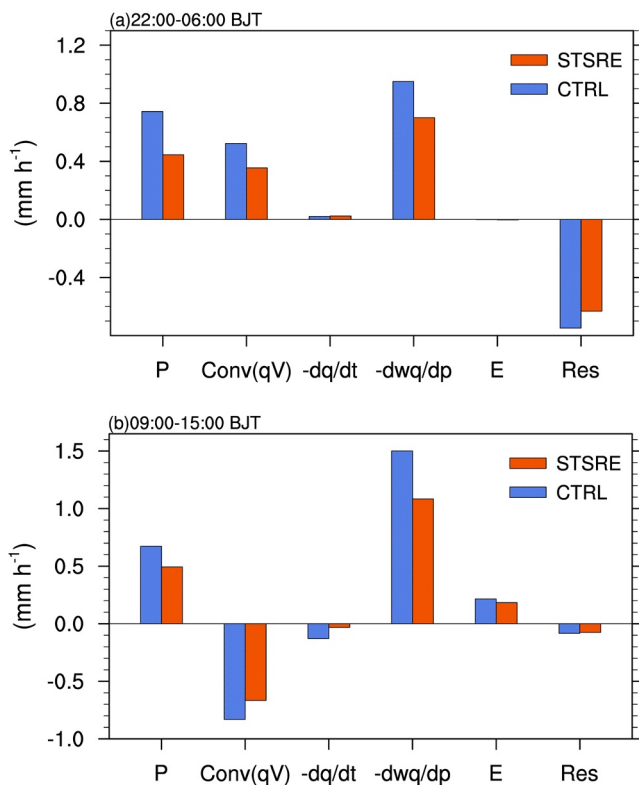 (a)22:00-06:00 BJT
1.2
0.8
0.4
0.0
-0.4
(mm h⁻¹)
STSRE
CTRL
P Conv(qV) -dq/dt -dwq/dp E Res
(b)09:00-15:00 BJT
1.5
1.0
0.5
0.0
-0.5
-1.0
(mm h⁻¹)
STSRE
CTRL
P Conv(qV) -dq/dt -dwq/dp E Res